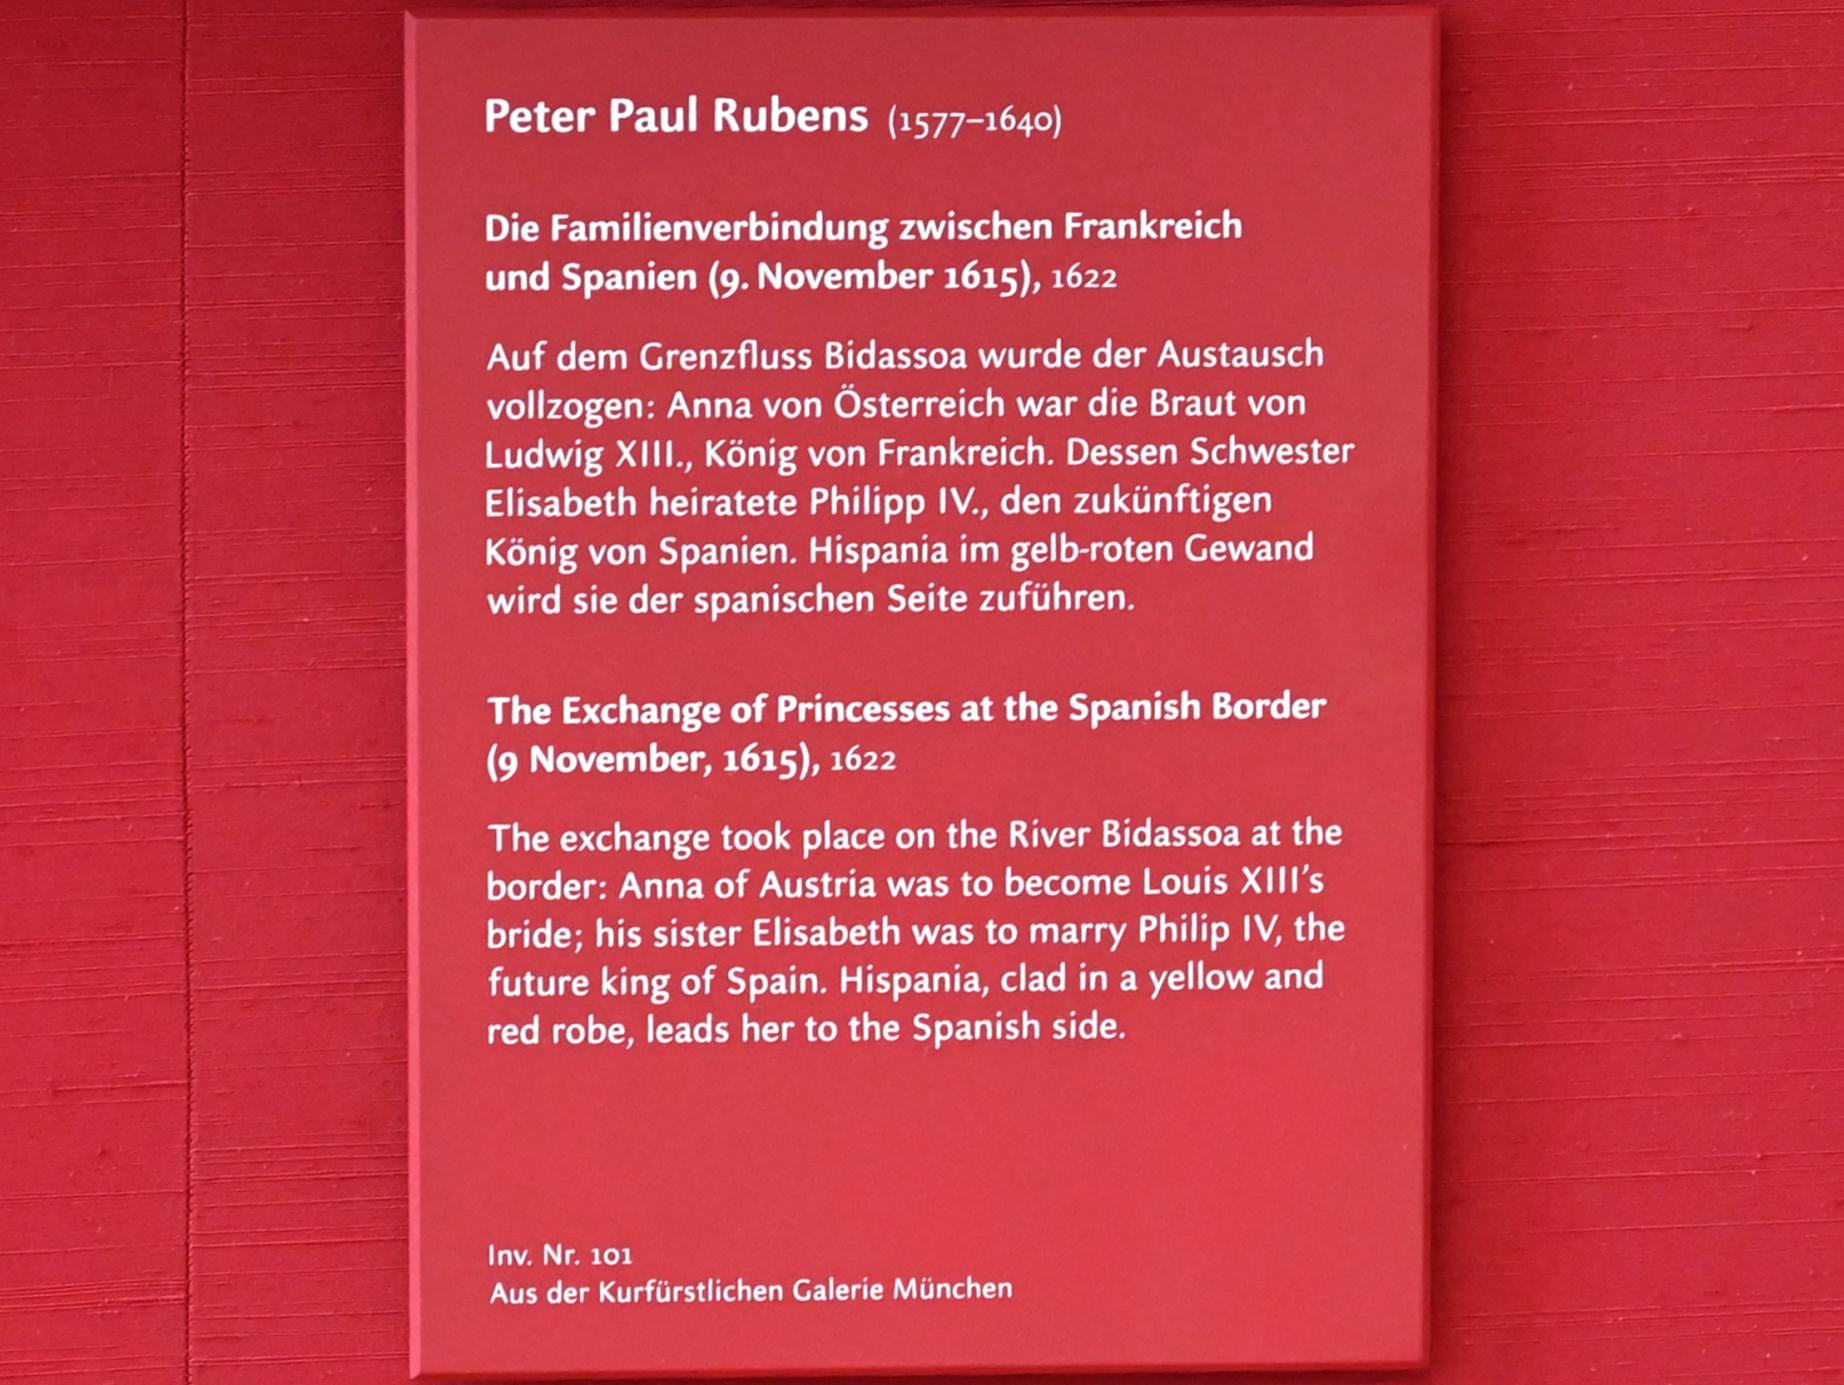 Peter Paul Rubens (1577–1640)
Die Familienverbindung zwischen Frankreich
und Spanien (9. November 1615), 1622
Auf dem Grenzfluss Bidassoa wurde der Austausch
vollzogen: Anna von Österreich war die Braut von
Ludwig XIII., König von Frankreich. Dessen Schwester
Elisabeth heiratete Philipp IV., den zukünftigen
König von Spanien. Hispania im gelb-roten Gewand
wird sie der spanischen Seite zuführen.
The Exchange of Princesses at the Spanish Border
(9 November, 1615), 1622
The exchange took place on the River Bidassoa at the
border: Anna of Austria was to become Louis XIII’s
bride; his sister Elisabeth was to marry Philip IV, the
future king of Spain. Hispania, clad in a yellow and
red robe, leads her to the Spanish side.
Inv. Nr. 101
Aus der Kurfürstlichen Galerie München